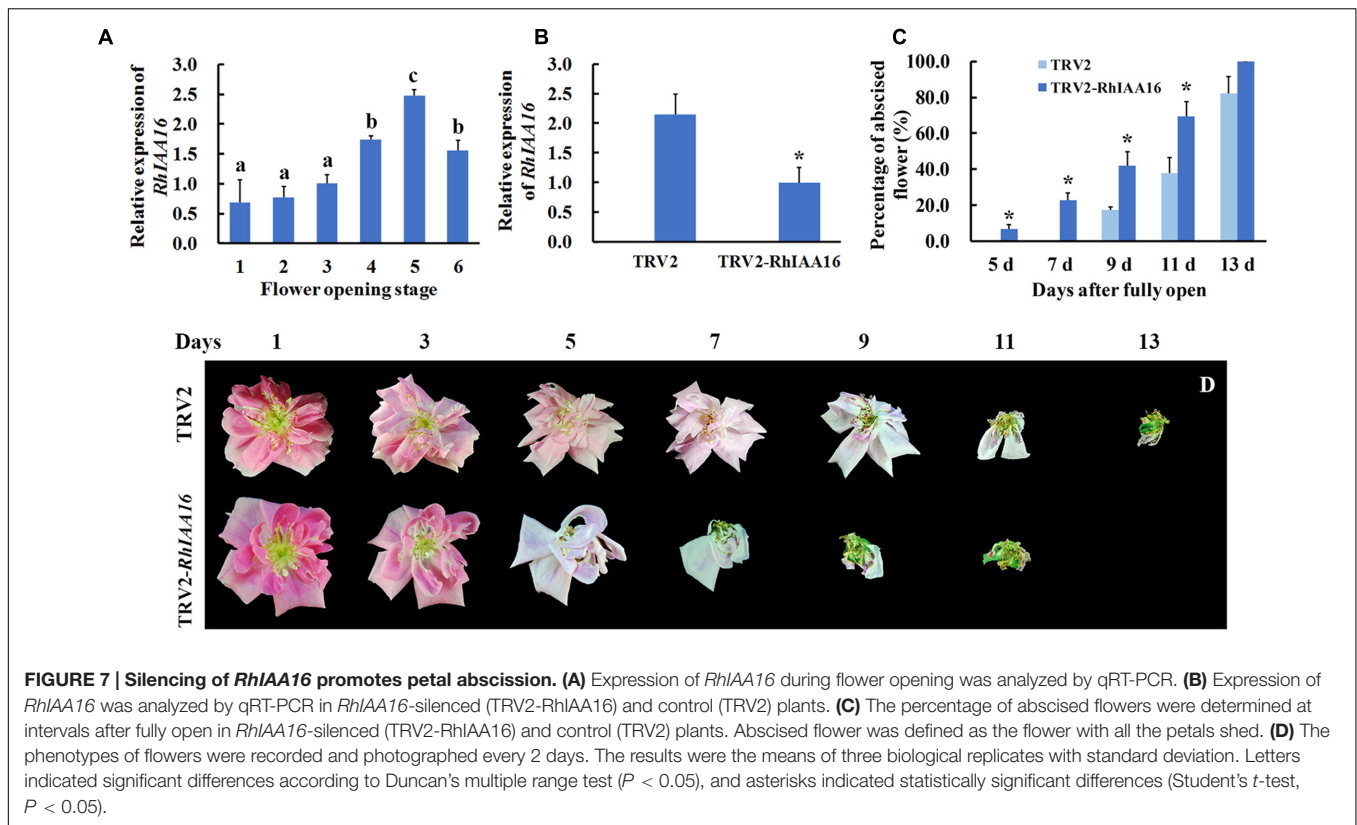 A
Relative expression of
RhIAA16
3.0
2.5
2.0
1.5
1.0
0.5
0.0
a
a
a
b
c
b
1 2 3 4 5 6
Flower opening stage
B
Relative expression
of RhIAA16
3.0
2.5
2.0
1.5
1.0
0.5
0.0
*
TRV2 TRV2-RhIAA16
C
Percentage of abscised
flower (%)
TRV2
TRV2-RhIAA16
100.0
80.0
60.0
40.0
20.0
0.0
*
*
*
*
5 d 7 d 9 d 11 d 13 d
Days after fully open
Days 1 3 5 7 9 11 13
D
TRV2
TRV2-RhIAA16
FIGURE 7 | Silencing of RhIAA16 promotes petal abscission. (A) Expression of RhIAA16 during flower opening was analyzed by qRT-PCR. (B) Expression of
RhIAA16 was analyzed by qRT-PCR in RhIAA16-silenced (TRV2-RhIAA16) and control (TRV2) plants. (C) The percentage of abscised flowers were determined at
intervals after fully open in RhIAA16-silenced (TRV2-RhIAA16) and control (TRV2) plants. Abscised flower was defined as the flower with all the petals shed. (D) The
phenotypes of flowers were recorded and photographed every 2 days. The results were the means of three biological replicates with standard deviation. Letters
indicated significant differences according to Duncan's multiple range test (P < 0.05), and asterisks indicated statistically significant differences (Student's t-test,
P < 0.05).